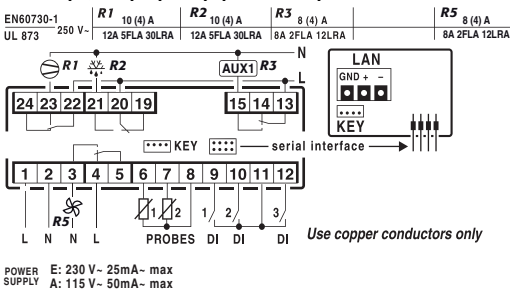 EN60730-1 250 V~ R1 10 (4) A R2 10 (4) A R3 8 (4) A R5 8 (4) A
UL 873 12A 5FLA 30LRA 12A 5FLA 30LRA 8A 2FLA 12LRA 8A 2FLA 12LRA
N
R1 R2 AUX1 R3
L
24 23 22 21 20 19 15 14 13
LAN
GND + -
KEY
KEY serial interface
1 2 3 4 5 6 7 8 9 10 11 12
R5 1 2 1 2 3
L N N L PROBES DI DI DI
Use copper conductors only
POWER SUPPLY
E: 230 V~ 25mA~ max
A: 115 V~ 50mA~ max